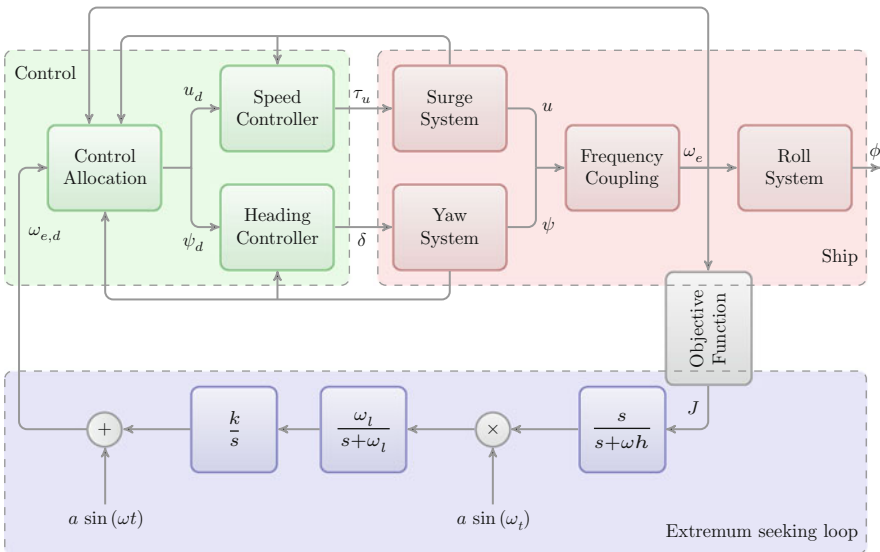 Control
u_d
Speed
Controller
τ_u
Surge
System
u
Control
Allocation
Frequency
Coupling
ω_e
Roll
System
ϕ
ω_{e,d}
ψ_d
Heading
Controller
δ
Yaw
System
ψ
Ship
Objective
Function
J
+
k/s
ω_l/(s+ω_l)
×
s/(s+ωh)
a sin (ωt)
a sin (ω_t)
Extremum seeking loop